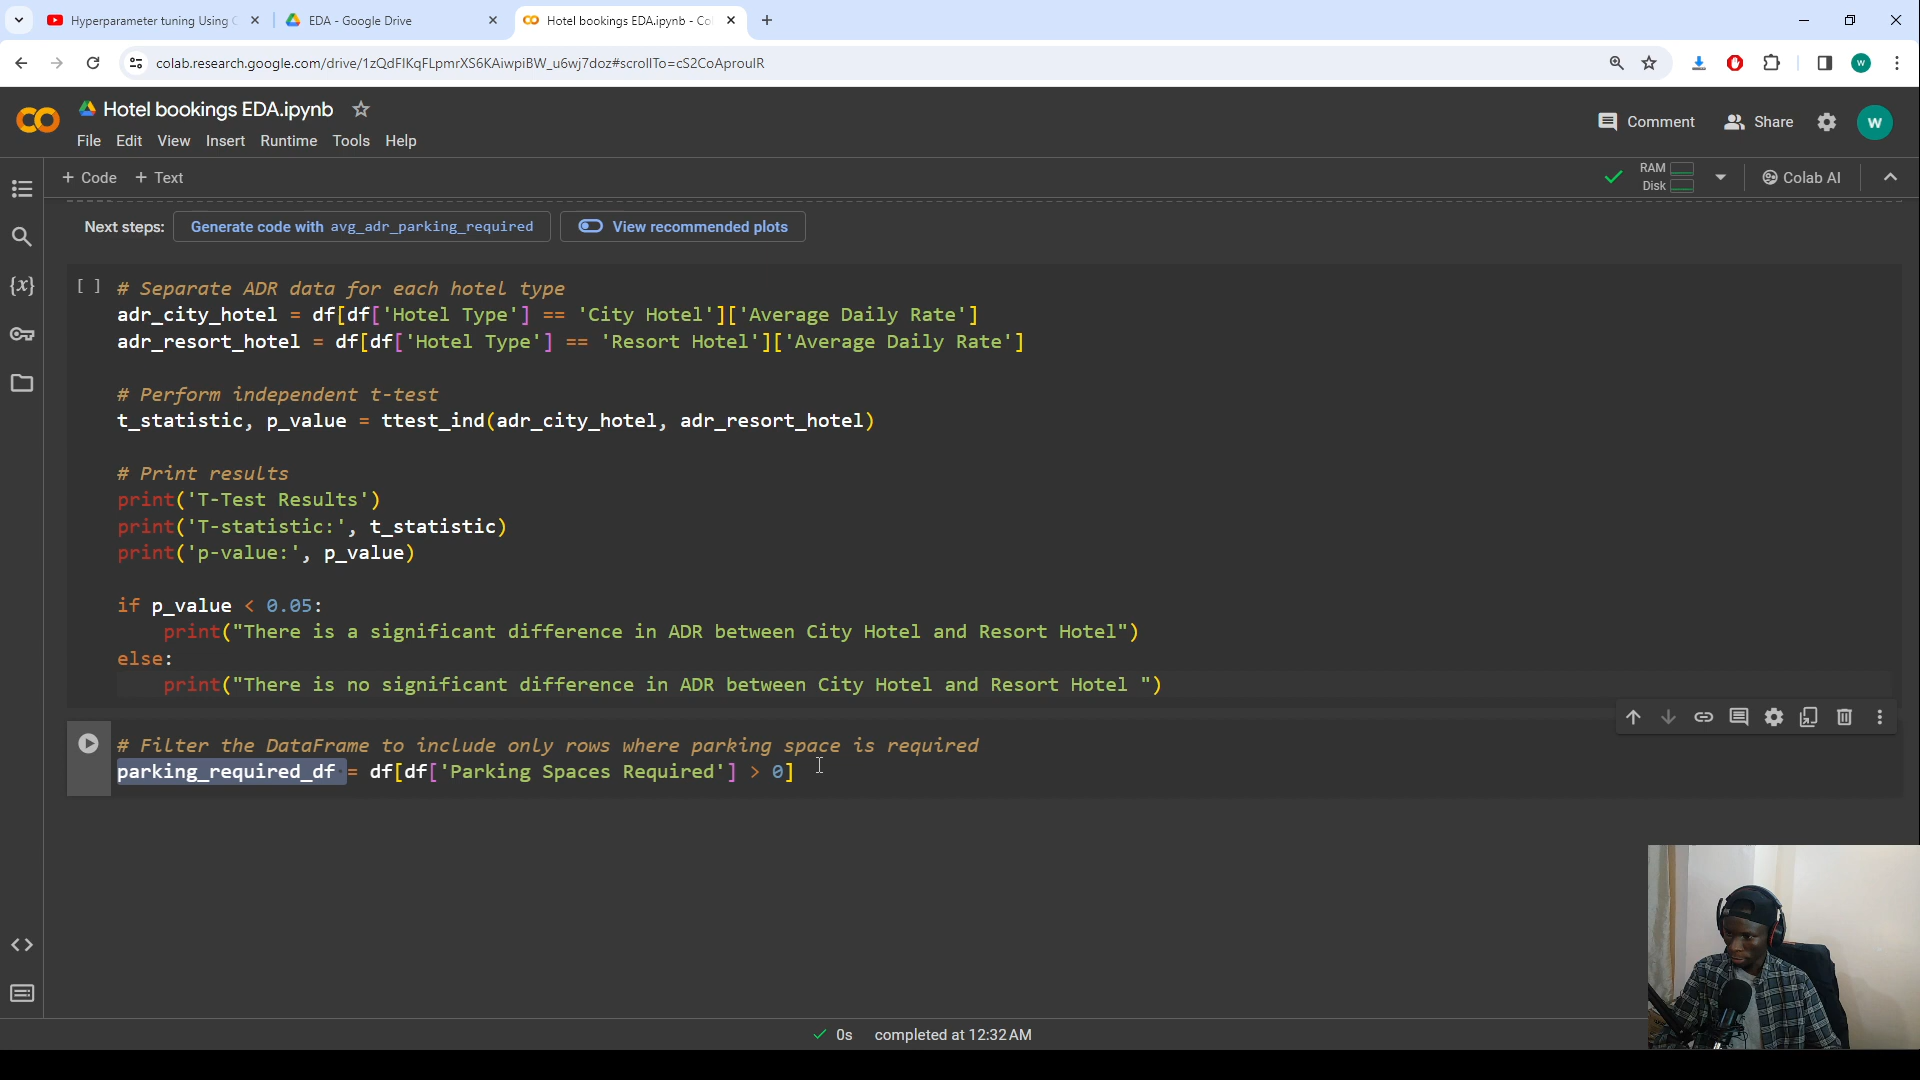 Hyperparameter tuning Using
EDA - Google Drive
Hotel bookings EDA.ipynb - Co
colab.research.google.com/drive/1zQdFlKqFLpmrXS6KAiwpiBW_u6wj7doz#scrollTo=cS2CoAproulR
W
Hotel bookings EDA.ipynb
File Edit View Insert Runtime Tools Help
Comment
Share
W
+ Code + Text
RAM
Disk
Colab AI
Next steps: Generate code with avg_adr_parking_required View recommended plots
{x}
[ ] # Separate ADR data for each hotel type
adr_city_hotel = df[df['Hotel Type'] == 'City Hotel']['Average Daily Rate']
adr_resort_hotel = df[df['Hotel Type'] == 'Resort Hotel']['Average Daily Rate']
# Perform independent t-test
t_statistic, p_value = ttest_ind(adr_city_hotel, adr_resort_hotel)
# Print results
print('T-Test Results')
print('T-statistic:', t_statistic)
print('p-value:', p_value)
if p_value < 0.05:
print("There is a significant difference in ADR between City Hotel and Resort Hotel")
else:
print("There is no significant difference in ADR between City Hotel and Resort Hotel ")
# Filter the DataFrame to include only rows where parking space is required
parking_required_df = df[df['Parking Spaces Required'] > 0]
0s completed at 12:32 AM